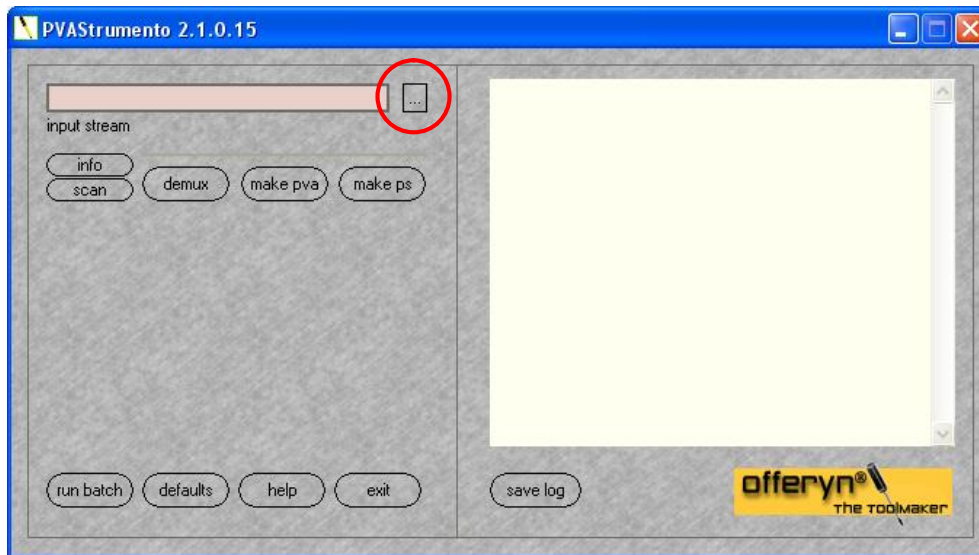 PVAStrumento 2.1.0.15
...
input stream
info
scan
demux
make pva
make ps
run batch
defaults
help
exit
save log
offeryn®
The Toolmaker